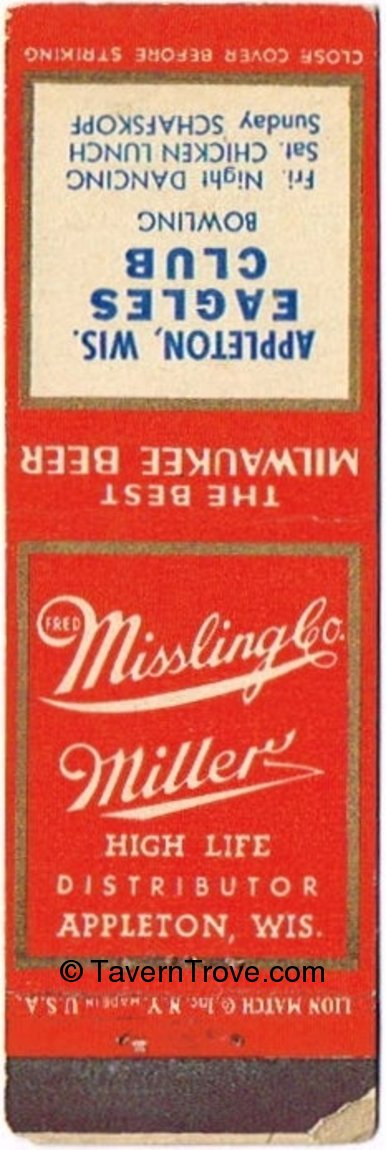 CLOSE COVER BEFORE STRIKING
APPLETON, WIS.
EAGLES
CLUB
BOWLING
Fri. Night DANCING
Sat. CHICKEN LUNCH
Sunday SCHAFSKOPF
THE BEST
MILWAUKEE BEER
FRED Missling Co.
Miller
HIGH LIFE
DISTRIBUTOR
APPLETON, WIS.
© TavernTrove.com
LION MATCH © Inc. N.Y. MADE IN U.S.A.